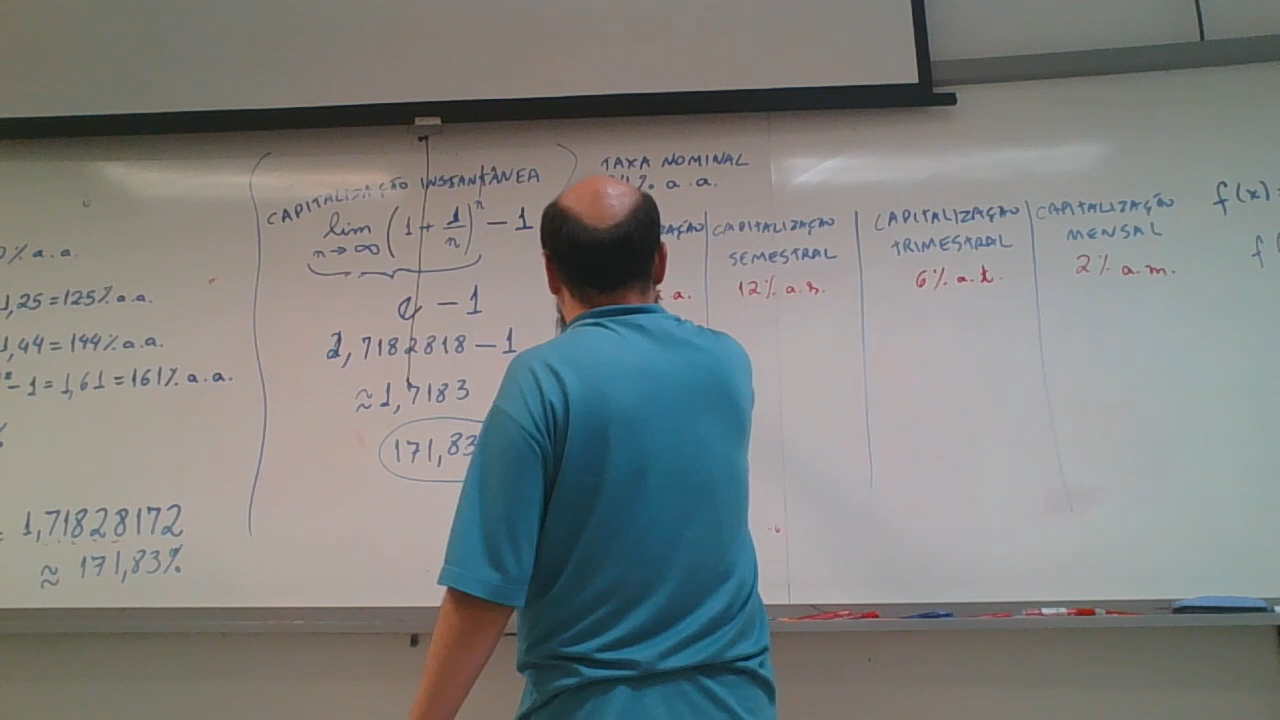 0% a.a.
1,25 = 125% a.a.
1,44 = 144% a.a.
- 1 = 1,61 = 161% a.a.
%
= 1,71828172
≈ 171,83%
CAPITALIZAÇÃO INSTANTÂNEA
lim (1 + 1/n)^n - 1
n→∞
e - 1
2,7182818 - 1
≈ 1,7183
171,83
TAXA NOMINAL
% a.a.
ZAÇÃO
a.
CAPITALIZAÇÃO
SEMESTRAL
12% a.s.
CAPITALIZAÇÃO
TRIMESTRAL
6% a.t.
CAPITALIZAÇÃO
MENSAL
2% a.m.
f(x) =
f